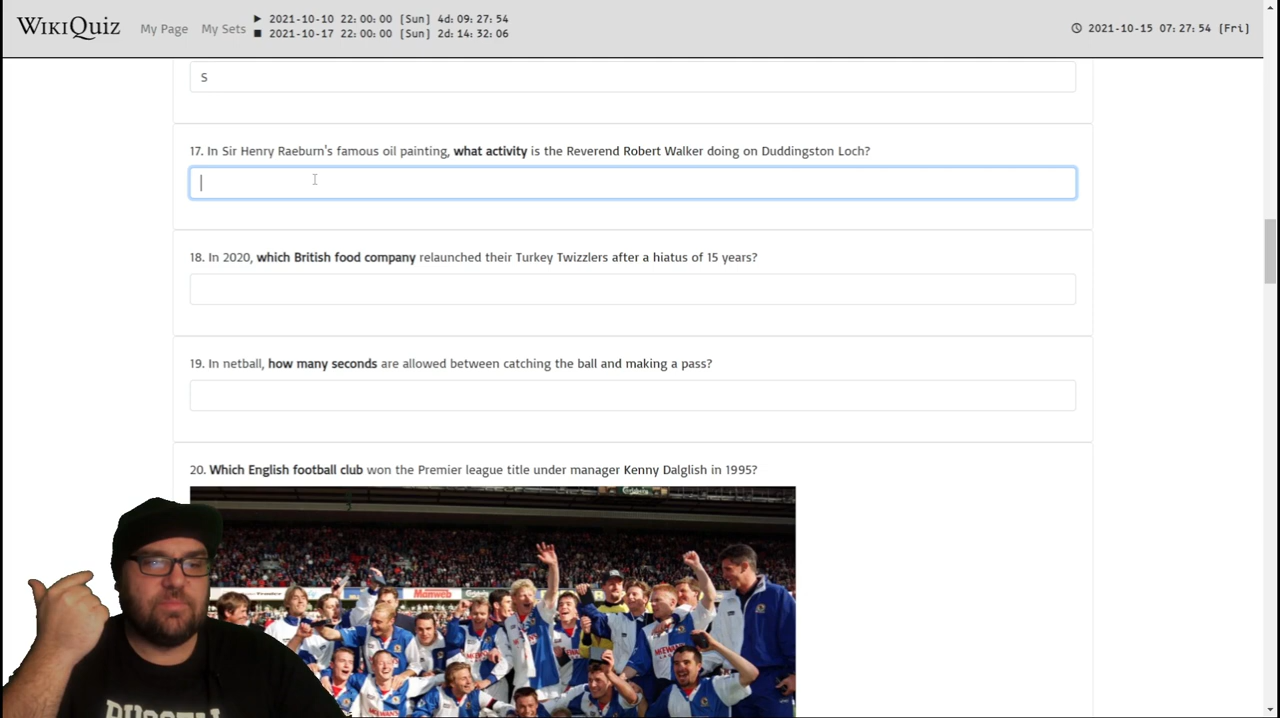 WikiQuiz
My Page
My Sets
▶ 2021-10-10 22:00:00 [Sun] 4d:09:27:54
■ 2021-10-17 22:00:00 [Sun] 2d:14:32:06
2021-10-15 07:27:54 [Fri]
S
17. In Sir Henry Raeburn's famous oil painting, what activity is the Reverend Robert Walker doing on Duddingston Loch?
18. In 2020, which British food company relaunched their Turkey Twizzlers after a hiatus of 15 years?
19. In netball, how many seconds are allowed between catching the ball and making a pass?
20. Which English football club won the Premier league title under manager Kenny Dalglish in 1995?
Manweb